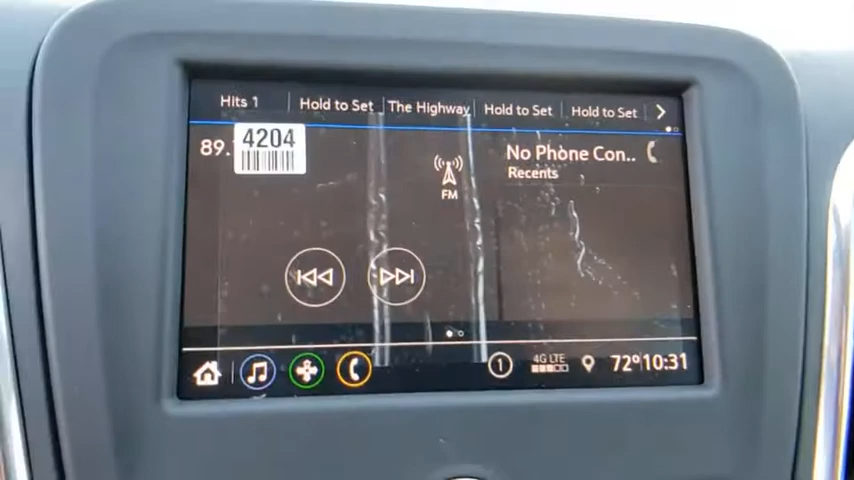 Hits 1
Hold to Set
The Highway
Hold to Set
Hold to Set
89.
4204
FM
No Phone Con..
Recents
1
4G LTE
72° 10:31